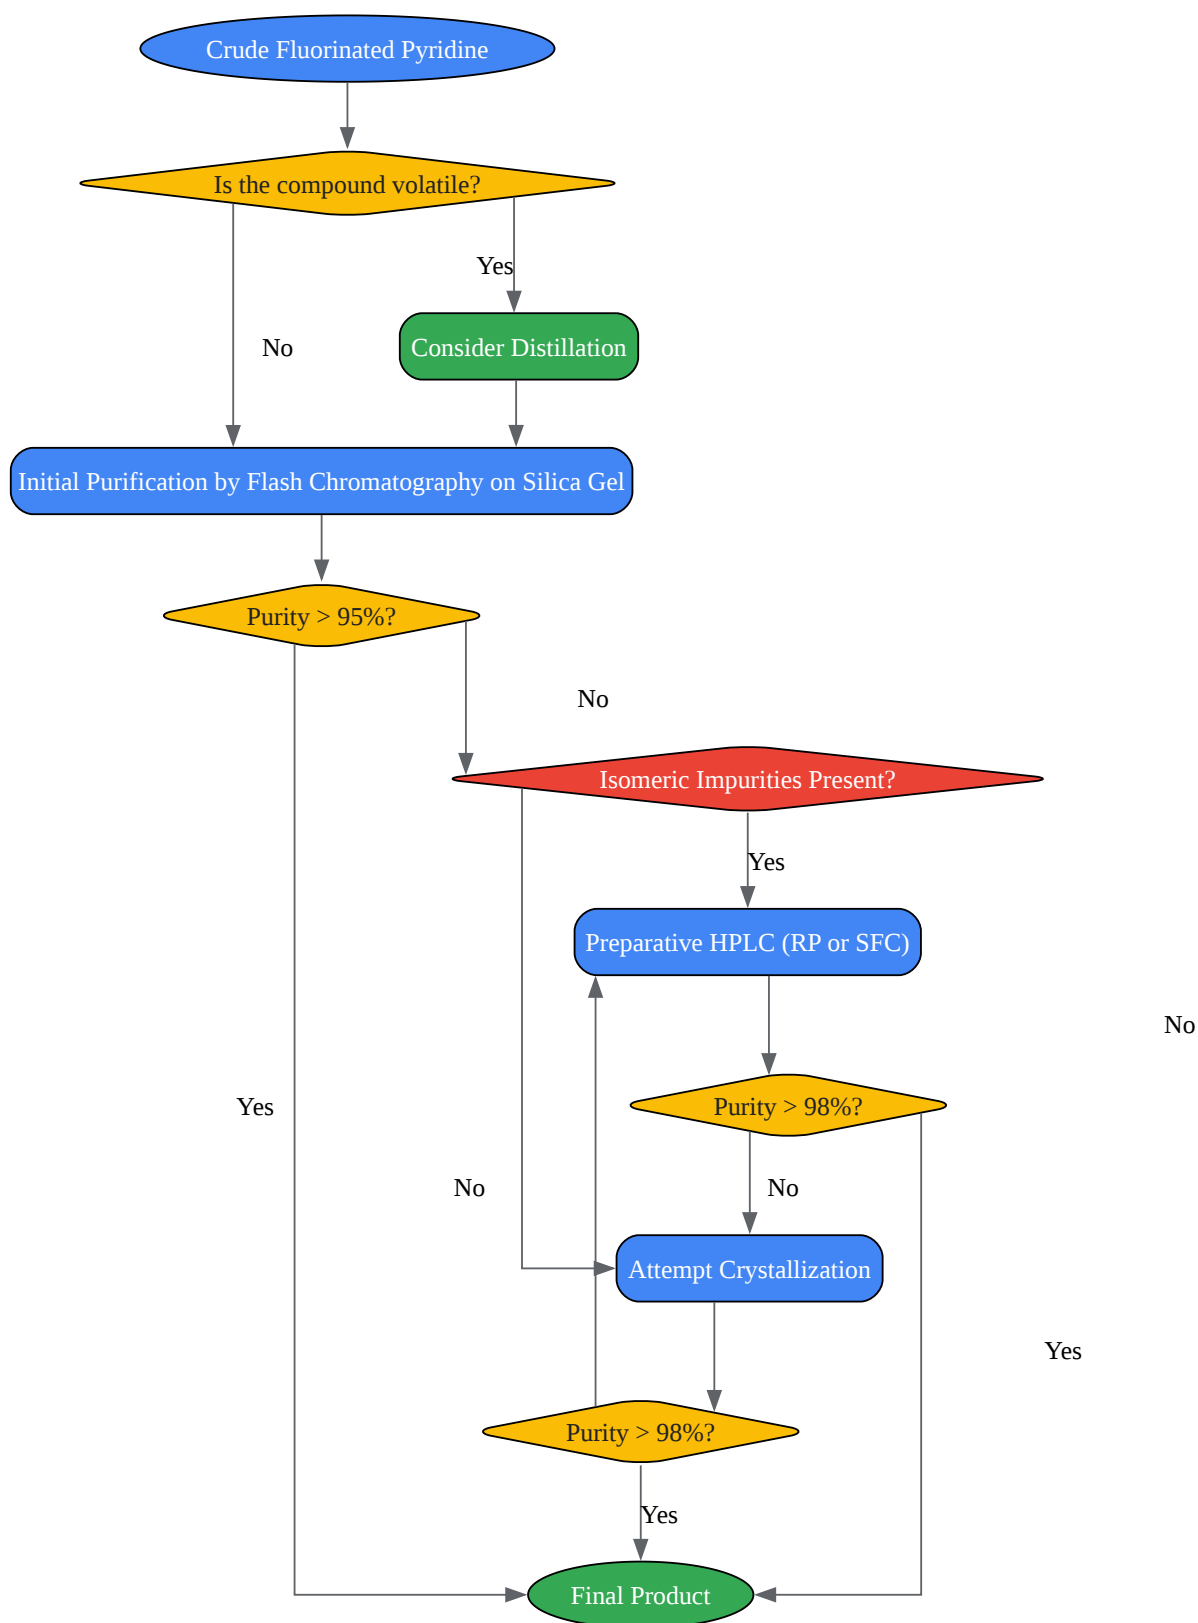 Crude Fluorinated Pyridine
Is the compound volatile?
Yes
No
Consider Distillation
Initial Purification by Flash Chromatography on Silica Gel
Purity > 95%?
No
Isomeric Impurities Present?
Yes
Preparative HPLC (RP or SFC)
No
Purity > 98%?
Yes
No
No
Attempt Crystallization
Yes
Purity > 98%?
Yes
Final Product